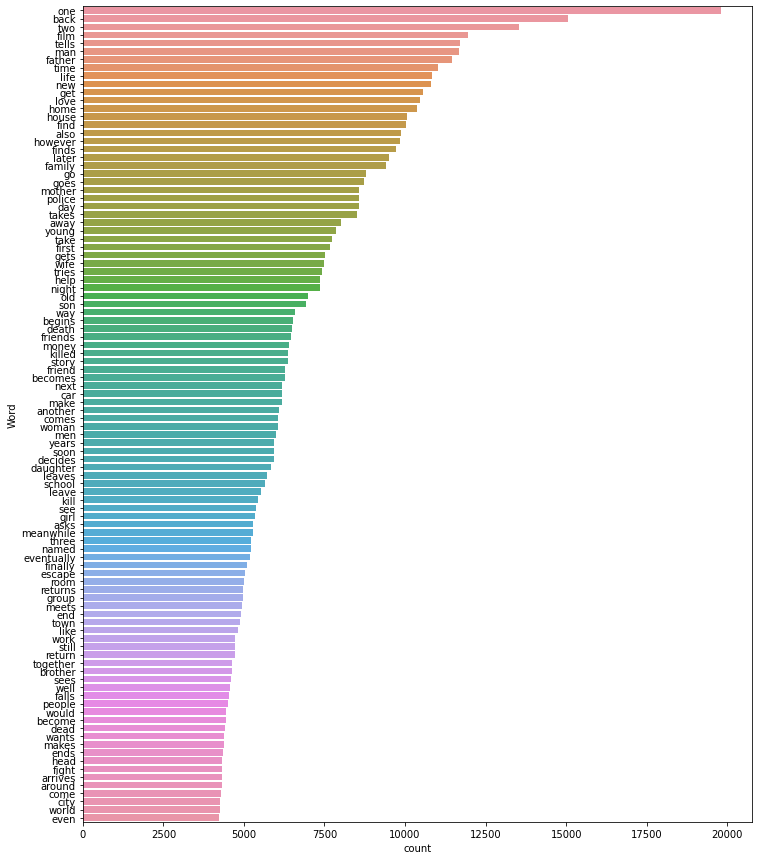 one
back
two
film
tells
man
father
time
life
new
get
love
home
house
find
also
however
finds
later
family
go
goes
mother
police
day
takes
away
young
take
first
gets
wife
tries
help
night
old
son
way
begins
death
friends
money
killed
story
friend
becomes
next
car
make
another
comes
woman
men
years
soon
decides
daughter
leaves
school
leave
kill
see
girl
asks
meanwhile
three
named
eventually
finally
escape
room
returns
group
meets
end
town
like
work
still
return
together
brother
sees
well
falls
people
would
become
dead
wants
makes
ends
head
fight
arrives
around
come
city
world
even
Word
0 2500 5000 7500 10000 12500 15000 17500 20000
count